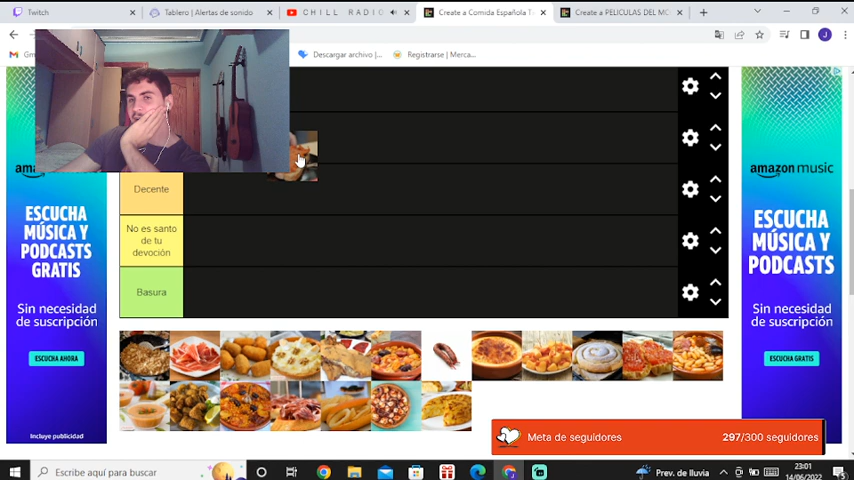 Twitch
Tablero | Alertas de sonido
C H I L L R A D I O
Create a Comida Española T
Create a PELICULAS DEL MC
J
Descargar archivo |...
Registrarse | Merca...
amazon music
Decente
ESCUCHA
MÚSICA Y
PODCASTS
GRATIS
Sin necesidad
de suscripción
ESCUCHA AHORA
Incluye publicidad
No es santo
de tu
devoción
Basura
ESCUCHA
MÚSICA Y
PODCASTS
Sin necesidad
de suscripción
ESCUCHA GRATIS
Meta de seguidores
297/300 seguidores
Escribe aquí para buscar
Prev. de lluvia
23:01
14/06/2022